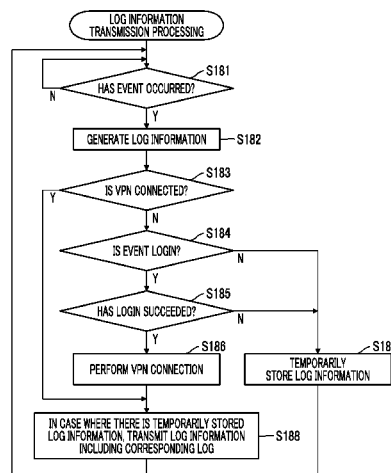 LOG INFORMATION
TRANSMISSION PROCESSING
S181
HAS EVENT OCCURRED?
N
Y
GENERATE LOG INFORMATION
S182
S183
IS VPN CONNECTED?
Y
N
S184
IS EVENT LOGIN?
N
Y
S185
HAS LOGIN SUCCEEDED?
N
Y
S186
PERFORM VPN CONNECTION
S18
TEMPORARILY
STORE LOG INFORMATION
IN CASE WHERE THERE IS TEMPORARILY STORED
LOG INFORMATION, TRANSMIT LOG INFORMATION
INCLUDING CORRESPONDING LOG
S188